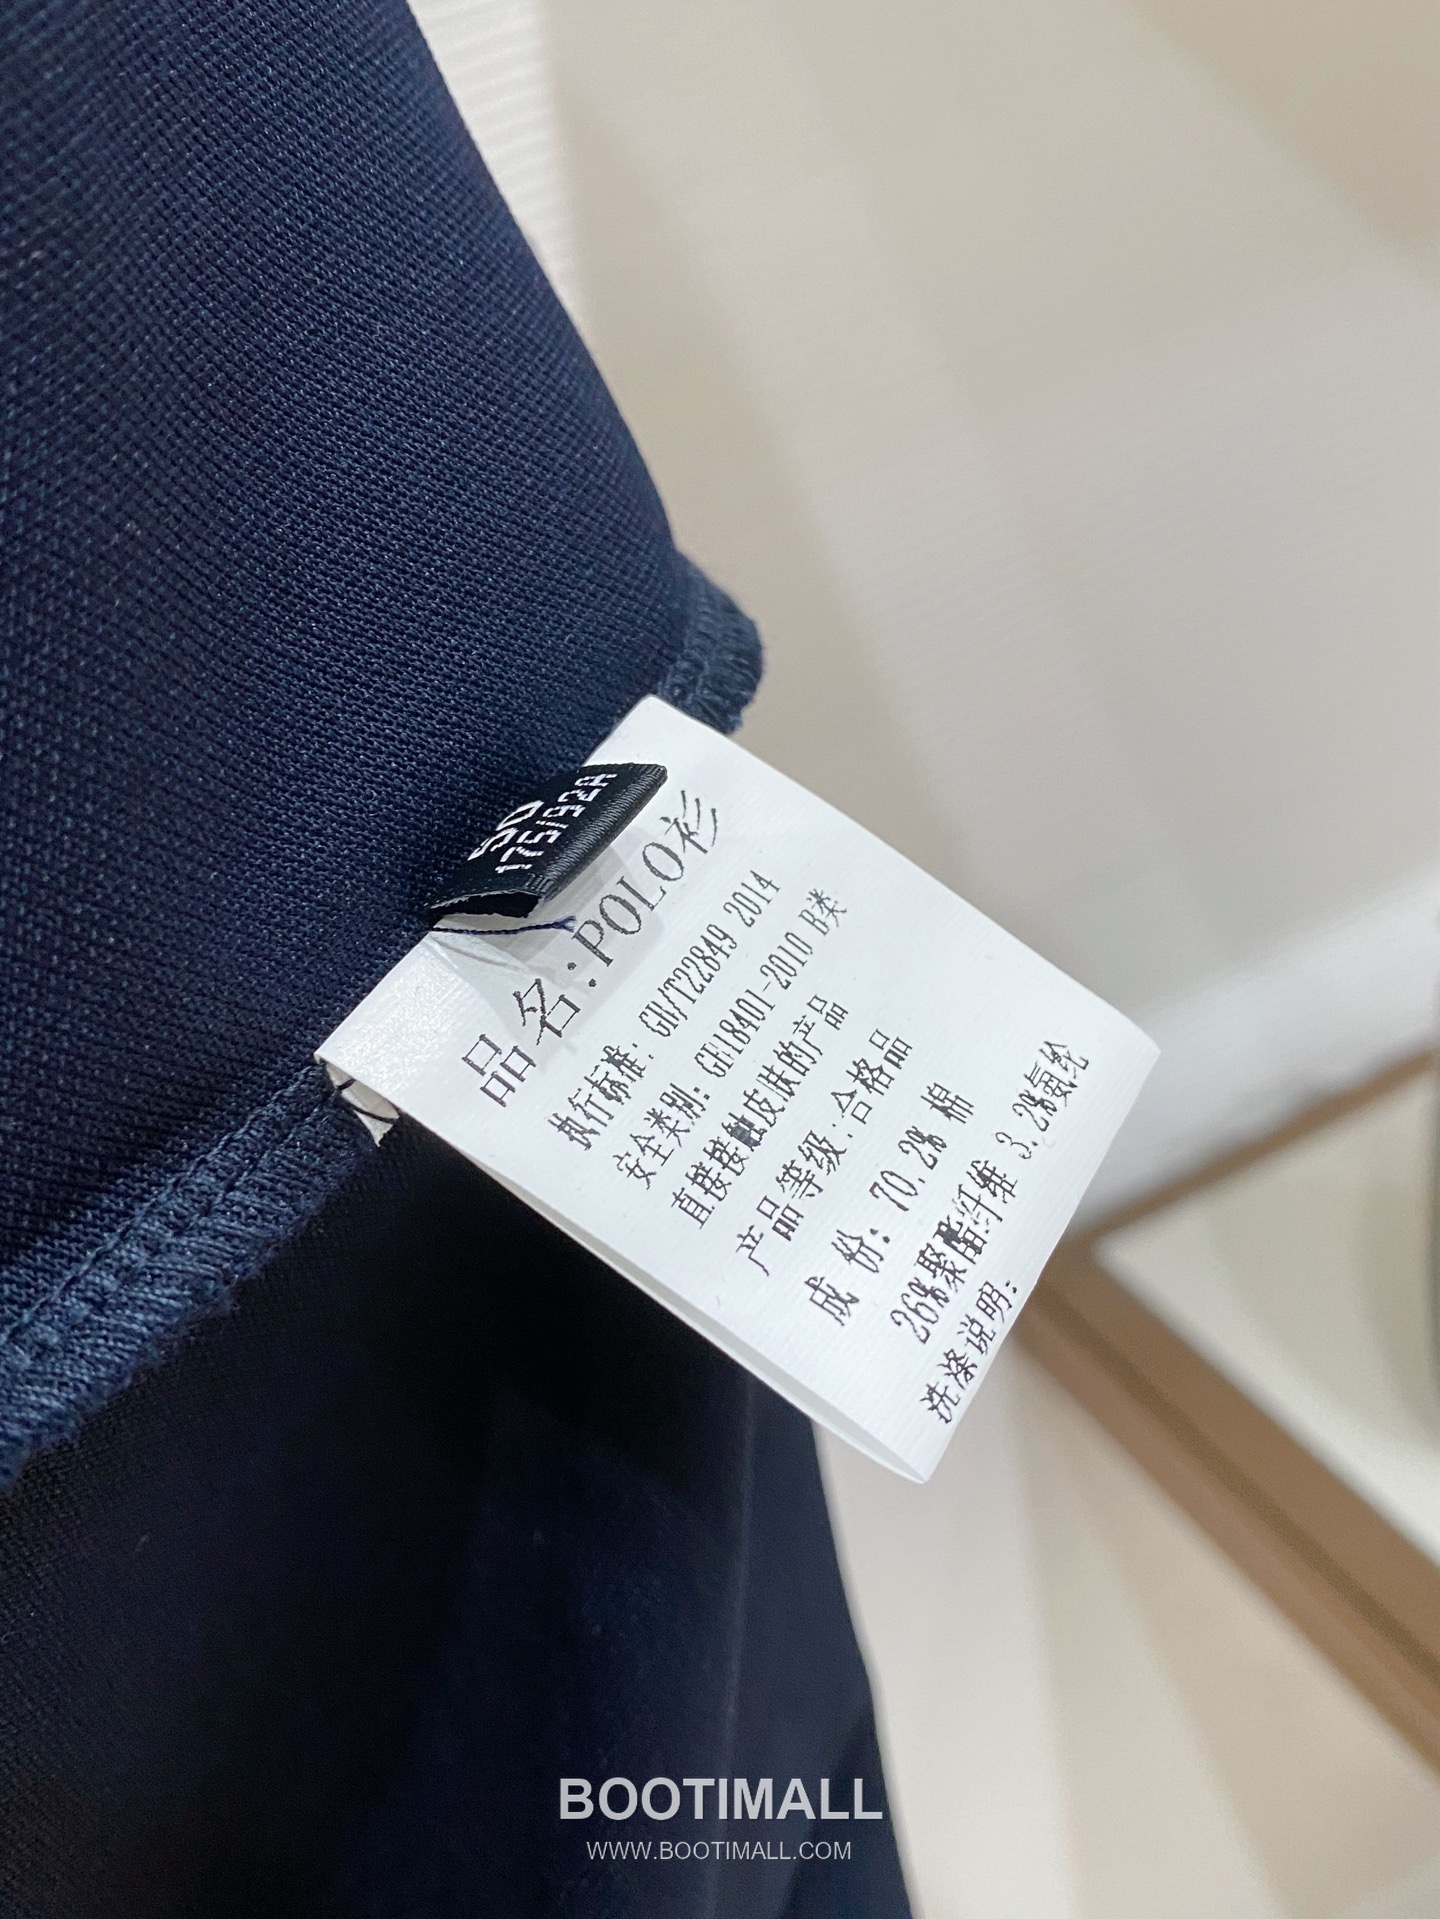 50
175/92A
品名:POLO衫
执行标准: GB/T22849 2014
安全类别: GB18401-2010 B类
直接接触皮肤的产品
产品等级:合格品
成 份: 70.2% 棉
26%聚酯纤维 3.2%氨纶
洗涤说明:
BOOTIMALL
WWW.BOOTIMALL.COM